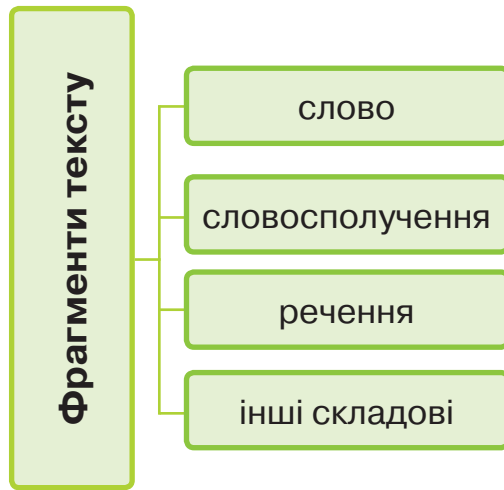 Фрагменти тексту
слово
словосполучення
речення
інші складові